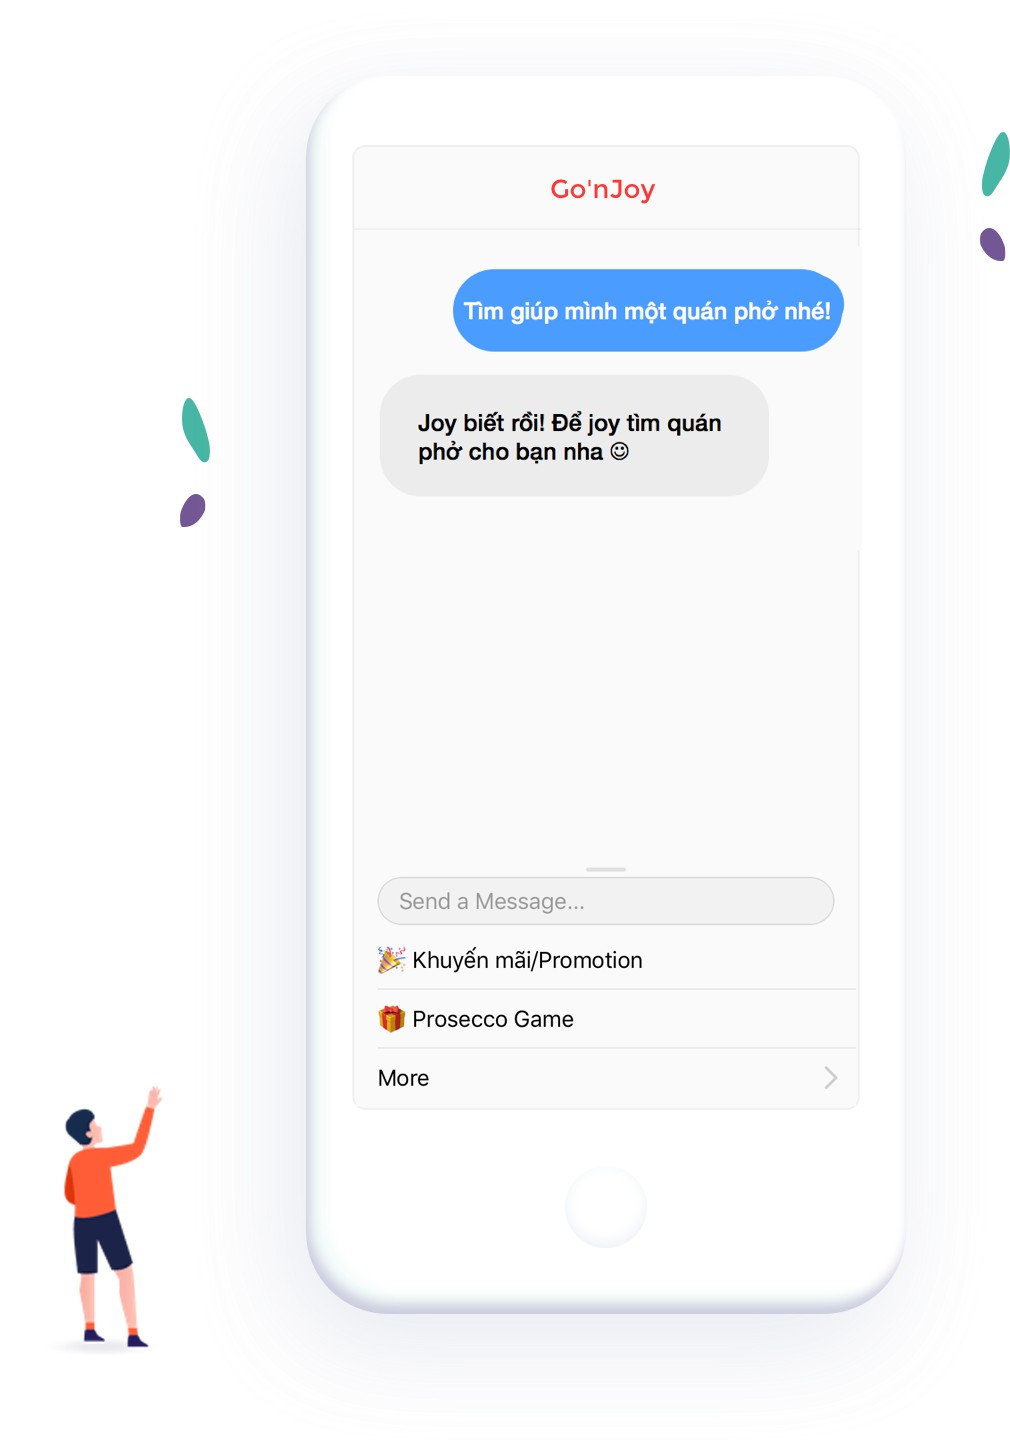 Go'nJoy
Tìm giúp mình một quán phở nhé!
Joy biết rồi! Để joy tìm quán
phở cho bạn nha ☺
Send a Message...
🎉 Khuyến mãi/Promotion
🎁 Prosecco Game
More